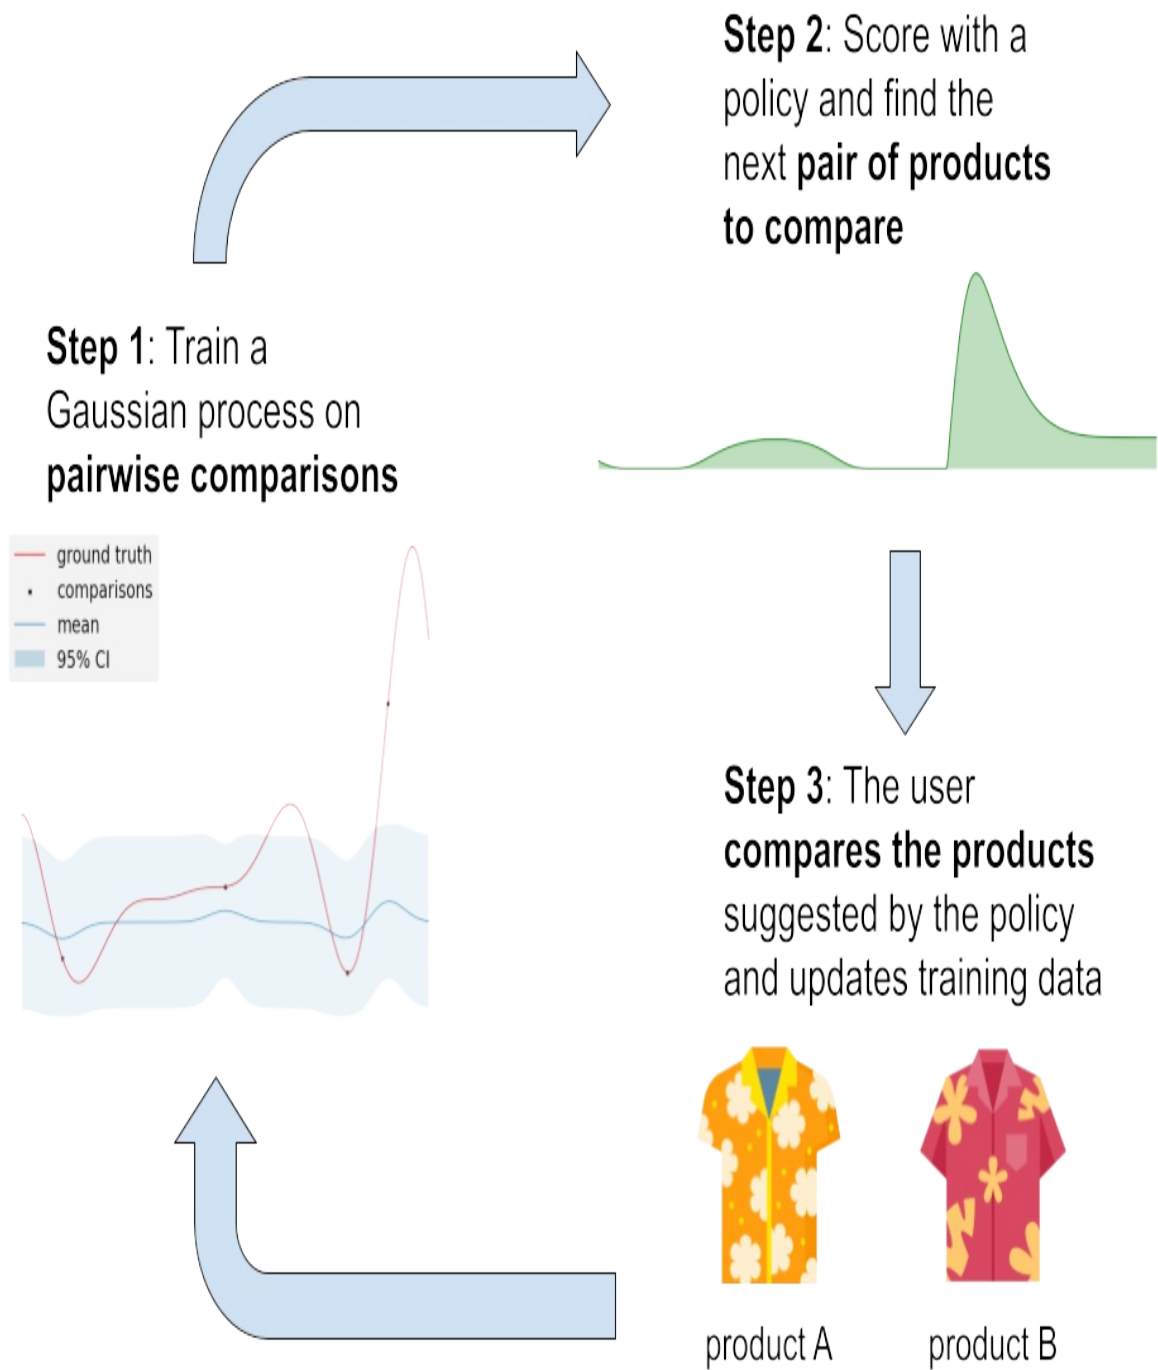 Step 1: Train a
Gaussian process on
pairwise comparisons
ground truth
comparisons
mean
95% CI
Step 2: Score with a
policy and find the
next pair of products
to compare
Step 3: The user
compares the products
suggested by the policy
and updates training data
product A
product B